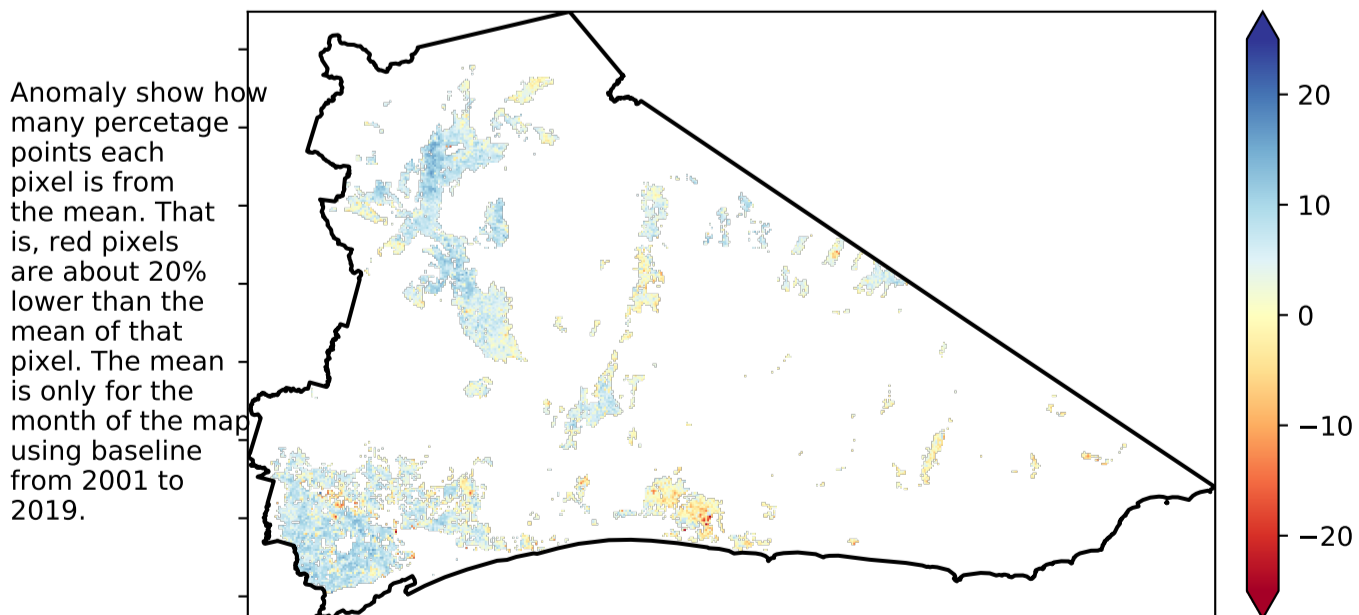 Anomaly show how
many percetage
points each
pixel is from
the mean. That
is, red pixels
are about 20%
lower than the
mean of that
pixel. The mean
is only for the
month of the map
using baseline
from 2001 to
2019.
20
10
0
−10
−20